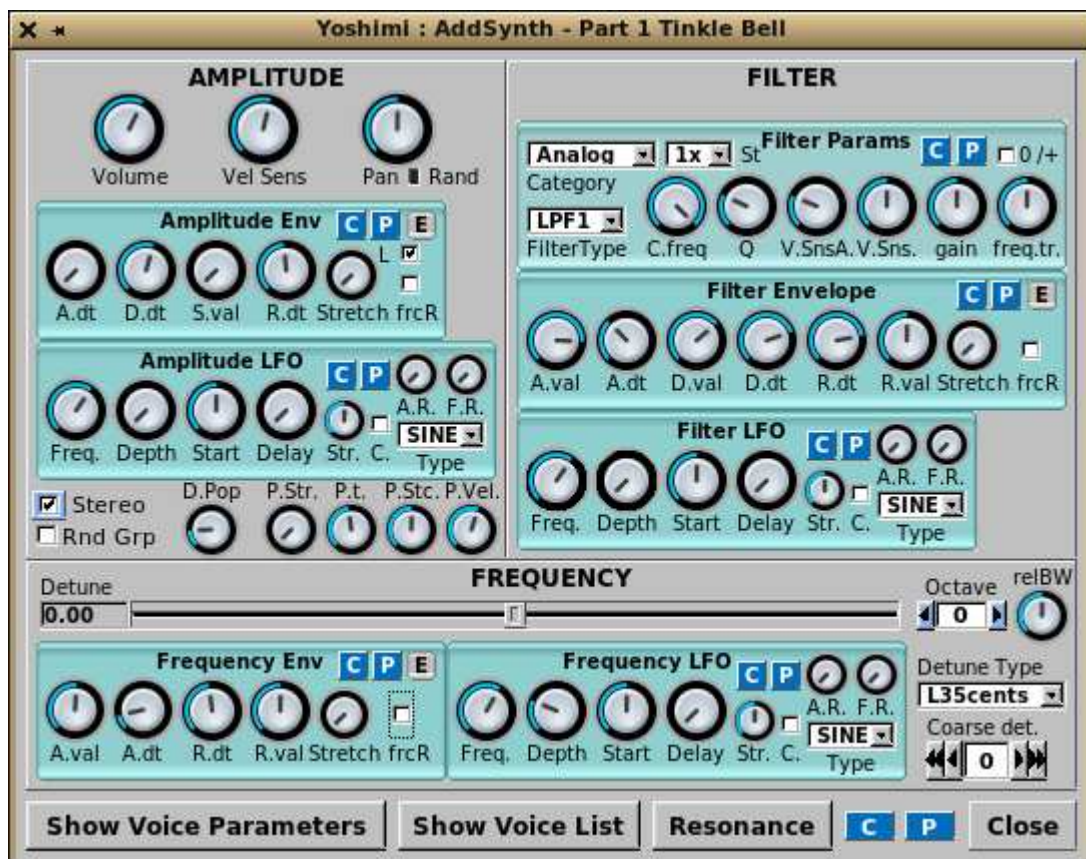 Yoshimi : AddSynth - Part 1 Tinkle Bell
AMPLITUDE
Volume Vel Sens Pan Rand
Amplitude Env C P E
L
A.dt D.dt S.val R.dt Stretch frcR
Amplitude LFO C P
A.R. F.R.
SINE
Freq. Depth Start Delay Str. C. Type
Stereo
Rnd Grp
D.Pop P.Str. P.t. P.Stc. P.Vel.
FILTER
Analog 1x St Filter Params C P 0 /+
Category
LPF1
FilterType C.freq Q V.SnsA. V.Sns. gain freq.tr.
Filter Envelope C P E
A.val A.dt D.val D.dt R.dt R.val Stretch frcR
Filter LFO C P
A.R. F.R.
SINE
Freq. Depth Start Delay Str. C. Type
FREQUENCY
Detune
0.00
Octave relBW
0
Frequency Env C P E
A.val A.dt R.dt R.val Stretch frcR
Frequency LFO C P
A.R. F.R.
SINE
Freq. Depth Start Delay Str. C. Type
Detune Type
L35cents
Coarse det.
0
Show Voice Parameters Show Voice List Resonance C P Close